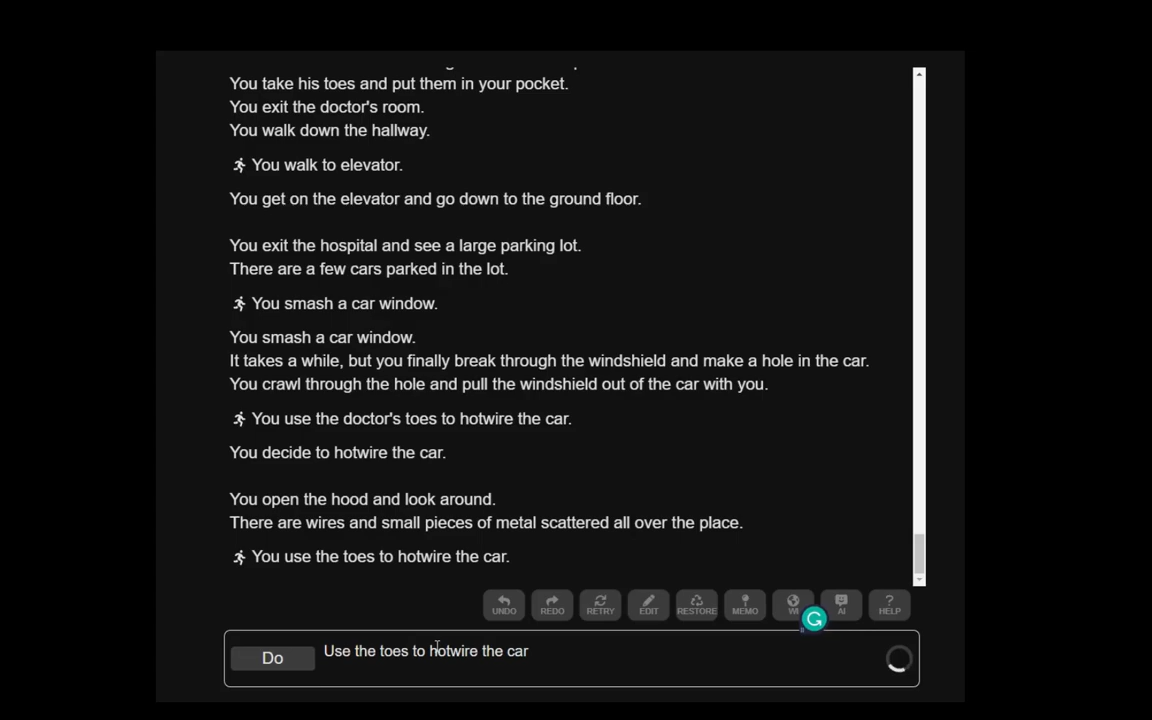 You take his toes and put them in your pocket.
You exit the doctor's room.
You walk down the hallway.
You walk to elevator.
You get on the elevator and go down to the ground floor.
You exit the hospital and see a large parking lot.
There are a few cars parked in the lot.
You smash a car window.
You smash a car window.
It takes a while, but you finally break through the windshield and make a hole in the car.
You crawl through the hole and pull the windshield out of the car with you.
You use the doctor's toes to hotwire the car.
You decide to hotwire the car.
You open the hood and look around.
There are wires and small pieces of metal scattered all over the place.
You use the toes to hotwire the car.
UNDO REDO RETRY EDIT RESTORE MEMO WI AI HELP
Do Use the toes to hotwire the car